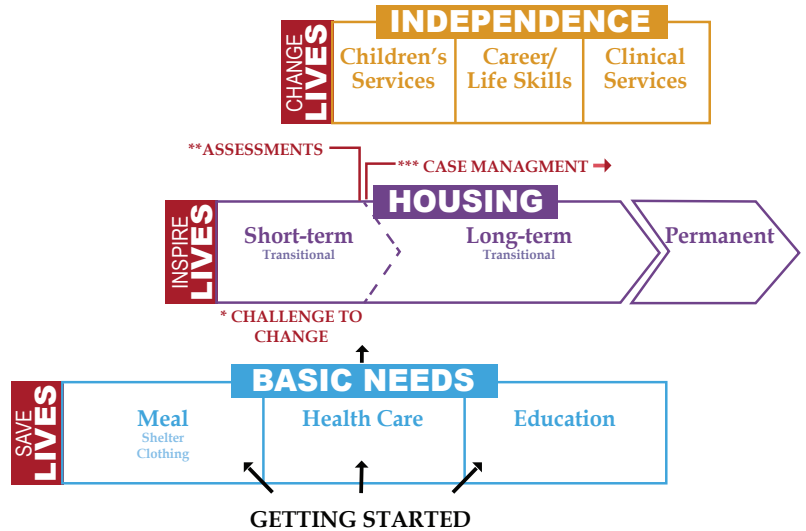 INDEPENDENCE
CHANGE
LIVES
Children's
Services
Career/
Life Skills
Clinical
Services
**ASSESSMENTS
*** CASE MANAGMENT
HOUSING
INSPIRE
LIVES
Short-term
Transitional
Long-term
Transitional
Permanent
* CHALLENGE TO
CHANGE
BASIC NEEDS
SAVE
LIVES
Meal
Shelter
Clothing
Health Care
Education
GETTING STARTED